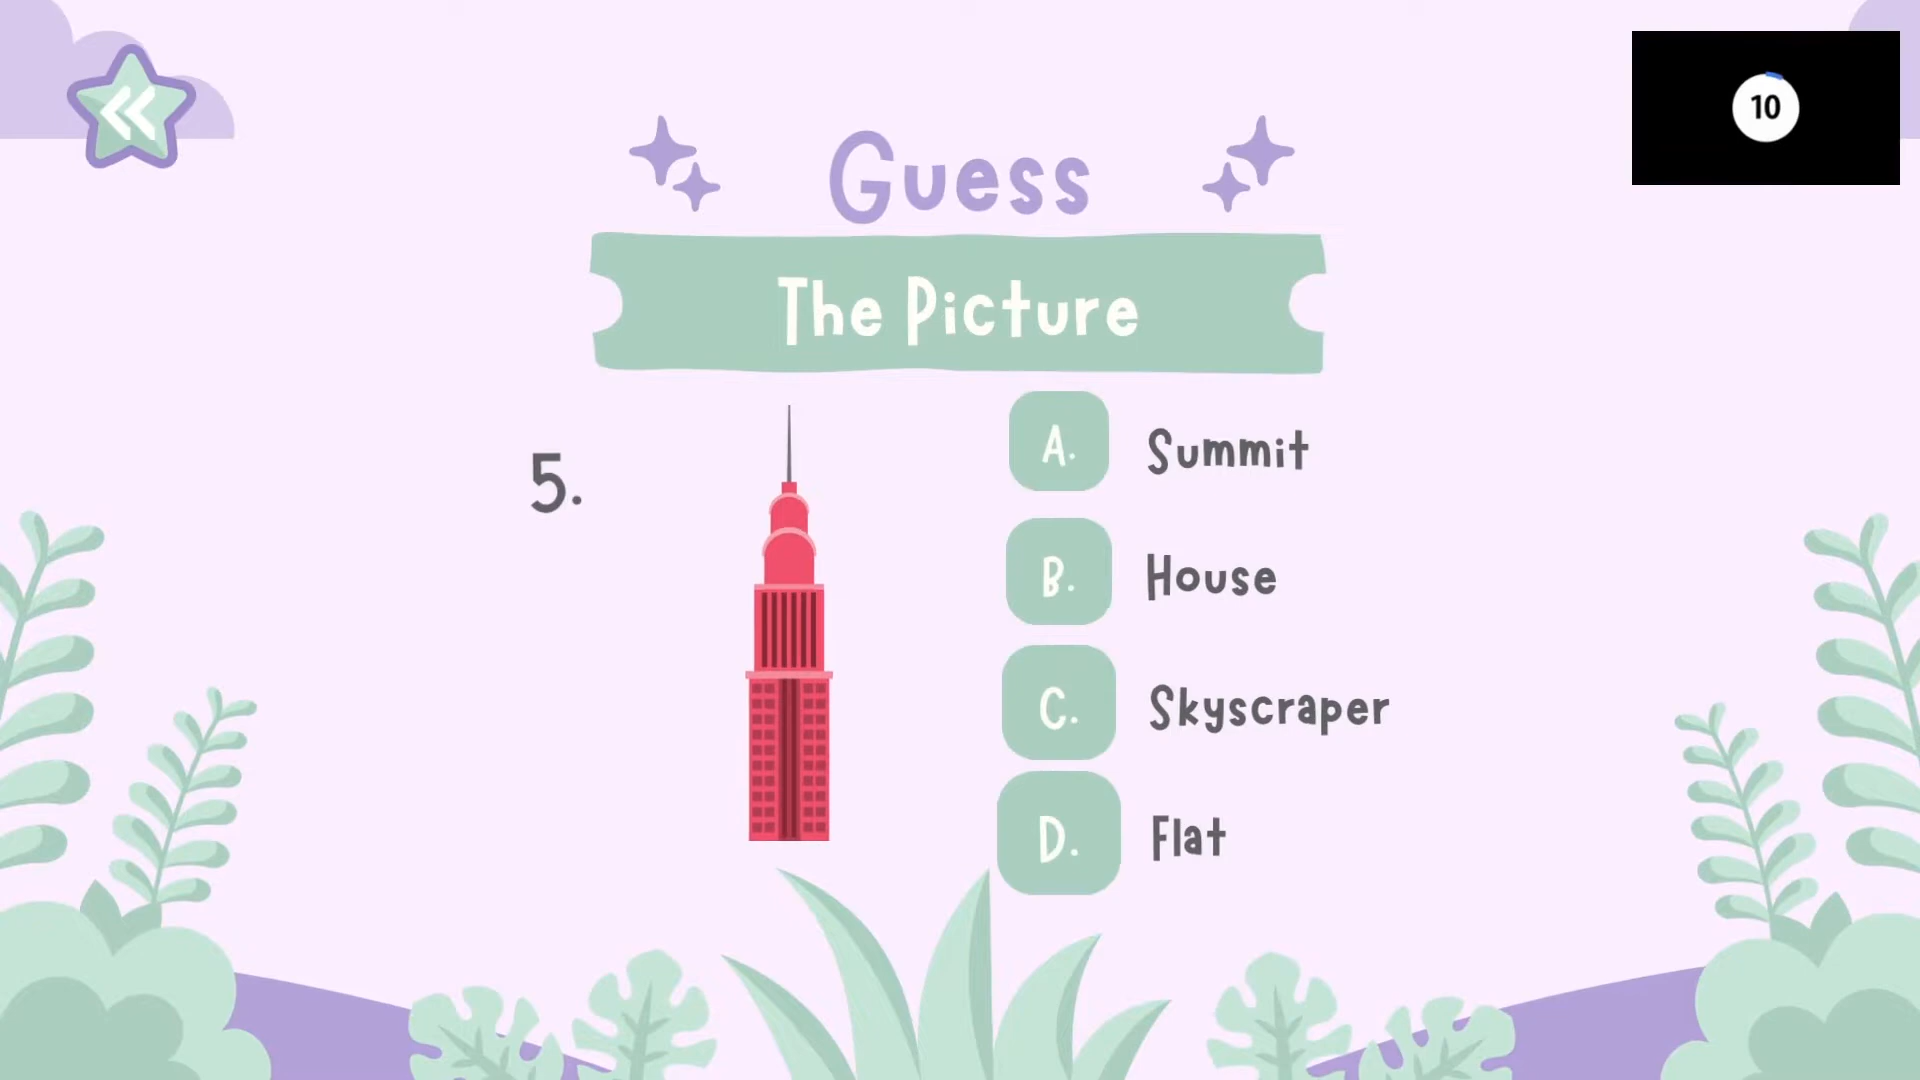 10
Guess
The Picture
5.
A. Summit
B. House
C. Skyscraper
D. Flat